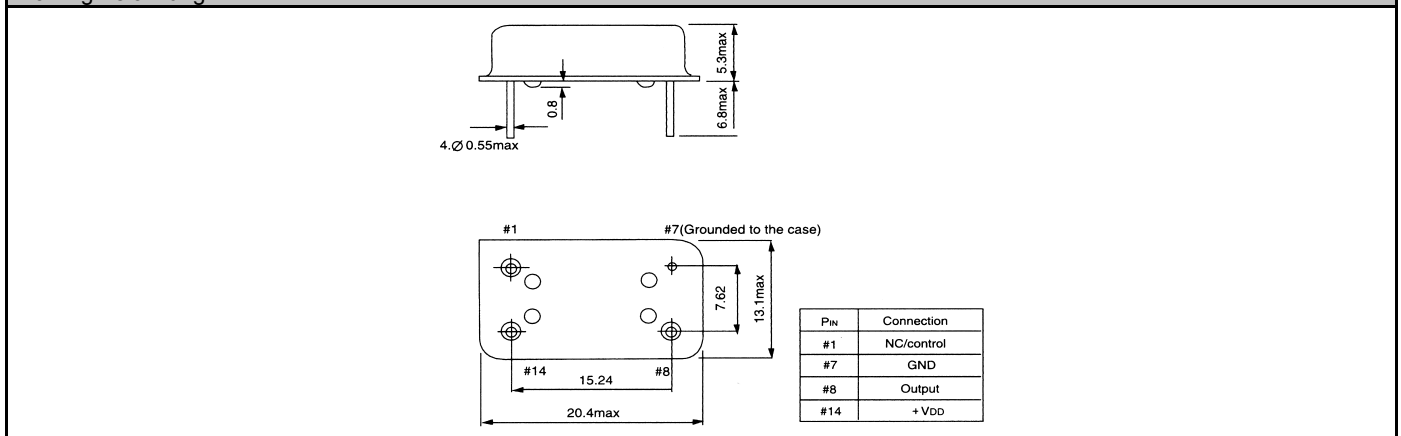 5.3max
0.8
6.8max
4.Ø 0.55max
#1
#7(Grounded to the case)
7.62
13.1max
#14
15.24
#8
20.4max
PIN Connection
#1 NC/control
#7 GND
#8 Output
#14 +VDD